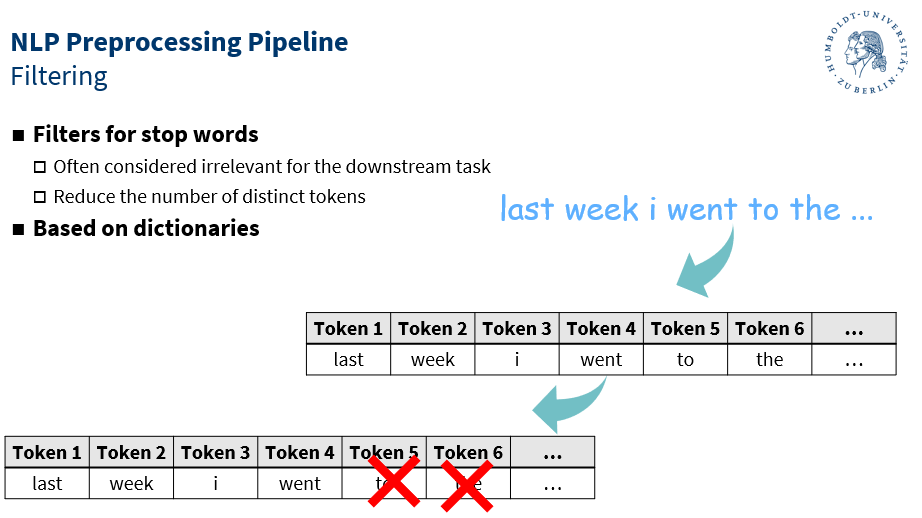 NLP Preprocessing Pipeline
Filtering
HUMBOLDT-UNIVERSITÄT ZU BERLIN
Filters for stop words
Often considered irrelevant for the downstream task
Reduce the number of distinct tokens
Based on dictionaries
last week i went to the ...
Token 1 Token 2 Token 3 Token 4 Token 5 Token 6 ...
last week i went to the ...
Token 1 Token 2 Token 3 Token 4 Token 5 Token 6 ...
last week i went to the ...